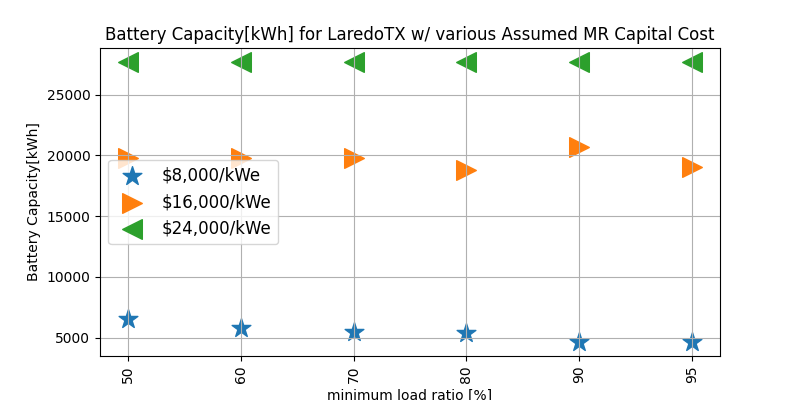 Battery Capacity[kWh] for LaredoTX w/ various Assumed MR Capital Cost
Battery Capacity[kWh]
25000
20000
15000
10000
5000
$8,000/kWe
$16,000/kWe
$24,000/kWe
50
60
70
80
90
95
minimum load ratio [%]